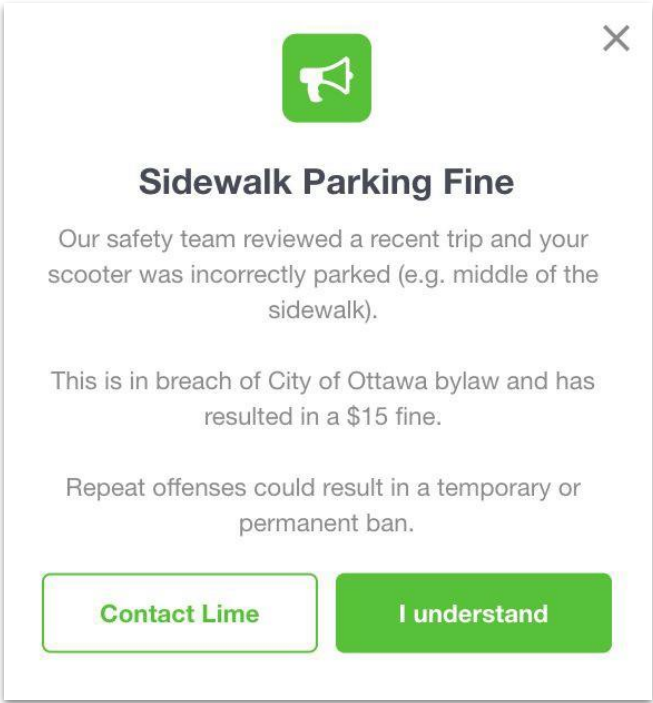 Sidewalk Parking Fine
Our safety team reviewed a recent trip and your
scooter was incorrectly parked (e.g. middle of the
sidewalk).
This is in breach of City of Ottawa bylaw and has
resulted in a $15 fine.
Repeat offenses could result in a temporary or
permanent ban.
Contact Lime
I understand